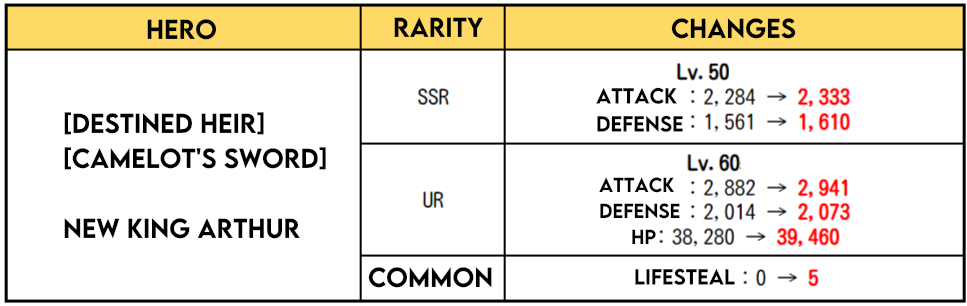 HERO RARITY CHANGES
[DESTINED HEIR]
[CAMELOT'S SWORD]
NEW KING ARTHUR
SSR
Lv. 50
ATTACK : 2, 284 → 2, 333
DEFENSE : 1, 561 → 1, 610
UR
Lv. 60
ATTACK : 2, 882 → 2, 941
DEFENSE : 2, 014 → 2, 073
HP: 38, 280 → 39, 460
COMMON
LIFESTEAL : 0 → 5